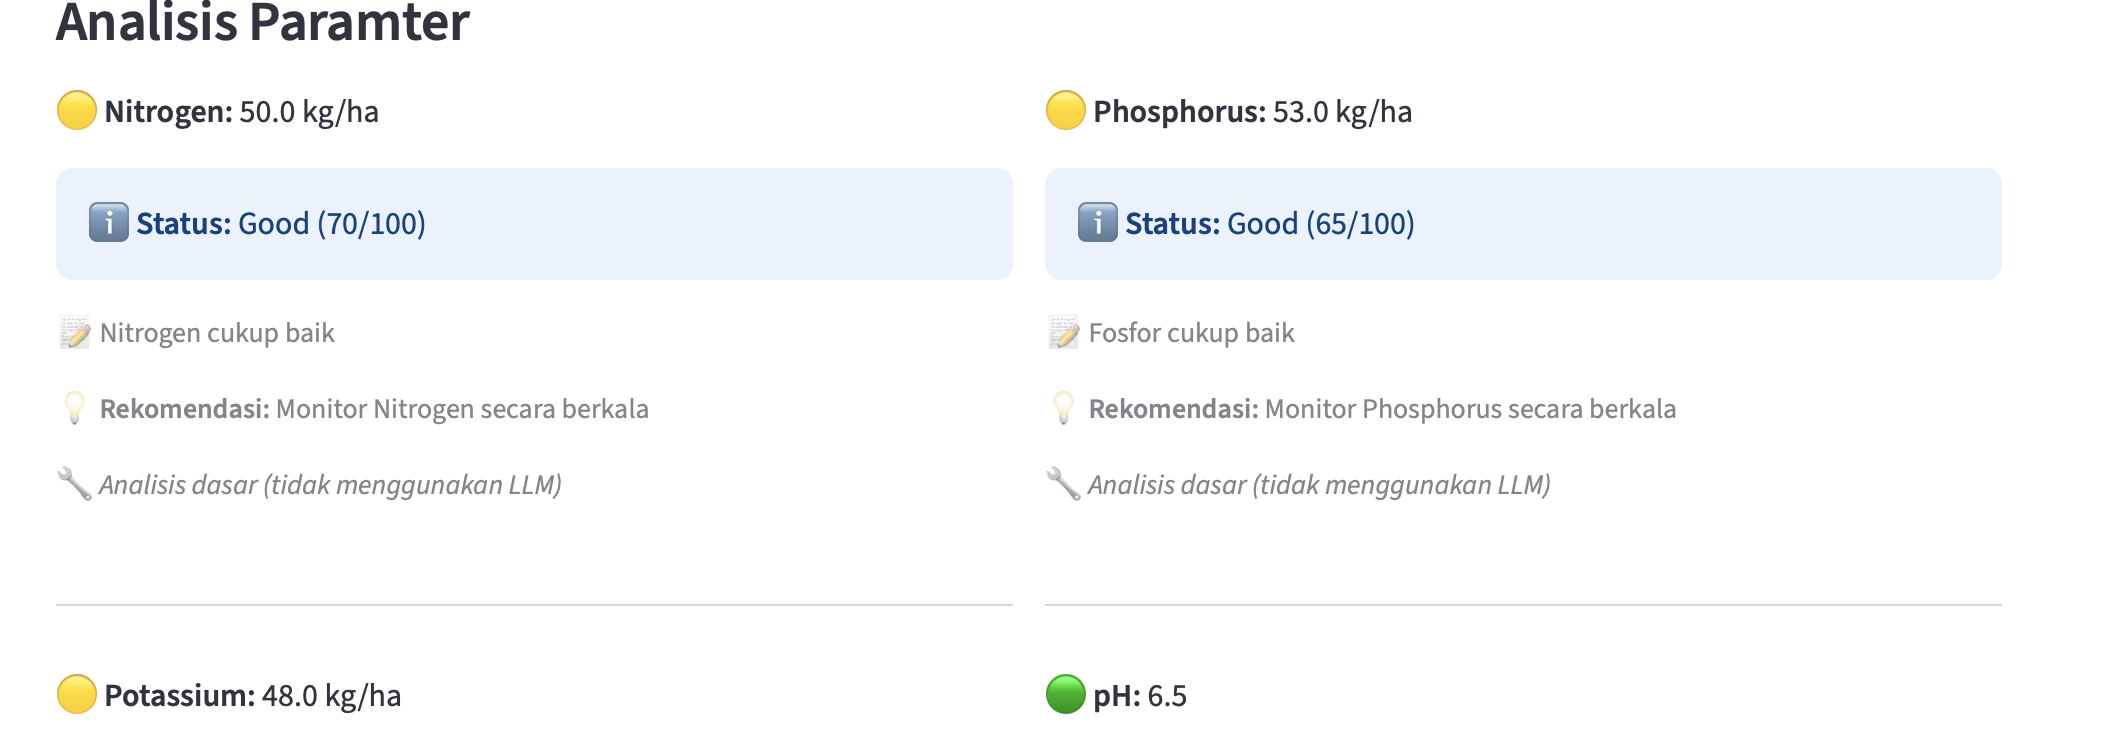 Analisis Paramter
Nitrogen: 50.0 kg/ha
Status: Good (70/100)
Nitrogen cukup baik
Rekomendasi: Monitor Nitrogen secara berkala
Analisis dasar (tidak menggunakan LLM)
Phosphorus: 53.0 kg/ha
Status: Good (65/100)
Fosfor cukup baik
Rekomendasi: Monitor Phosphorus secara berkala
Analisis dasar (tidak menggunakan LLM)
Potassium: 48.0 kg/ha
pH: 6.5